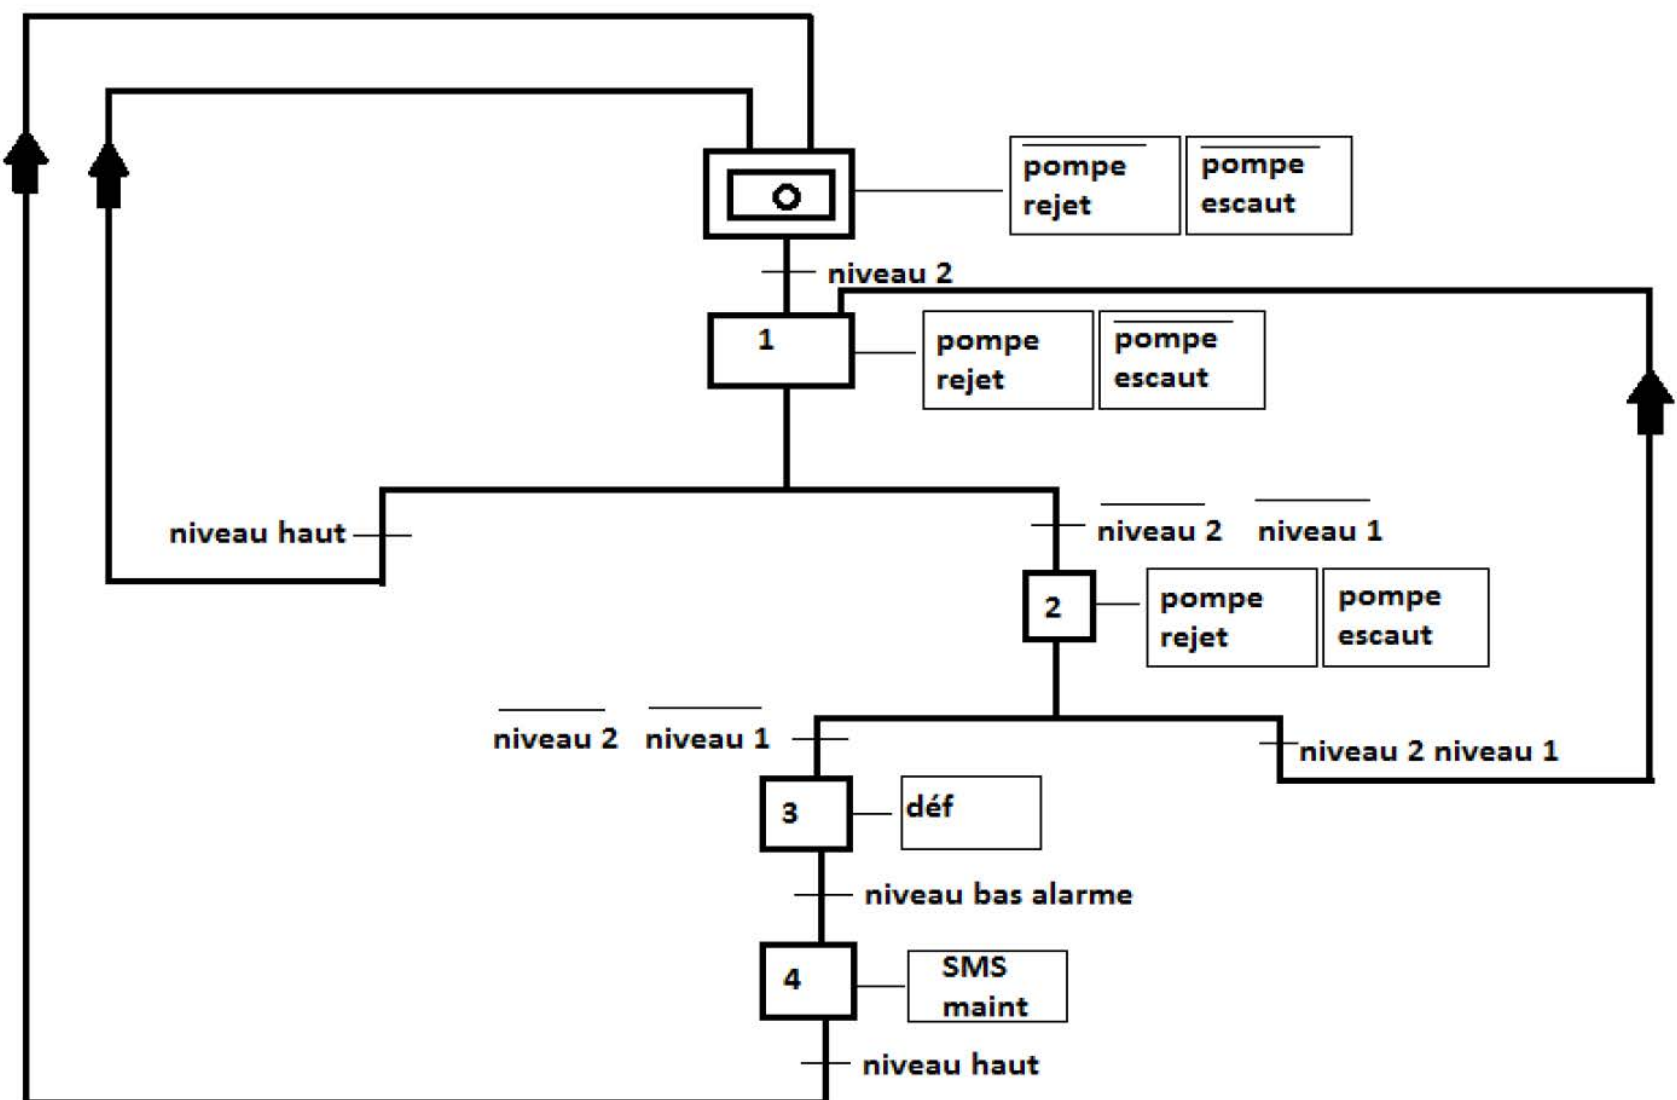 pompe rejet
pompe escaut
0
niveau 2
1
pompe rejet
pompe escaut
niveau haut
niveau 2 niveau 1
2
pompe rejet
pompe escaut
niveau 2 niveau 1
niveau 2 niveau 1
3
déf
niveau bas alarme
4
SMS
maint
niveau haut